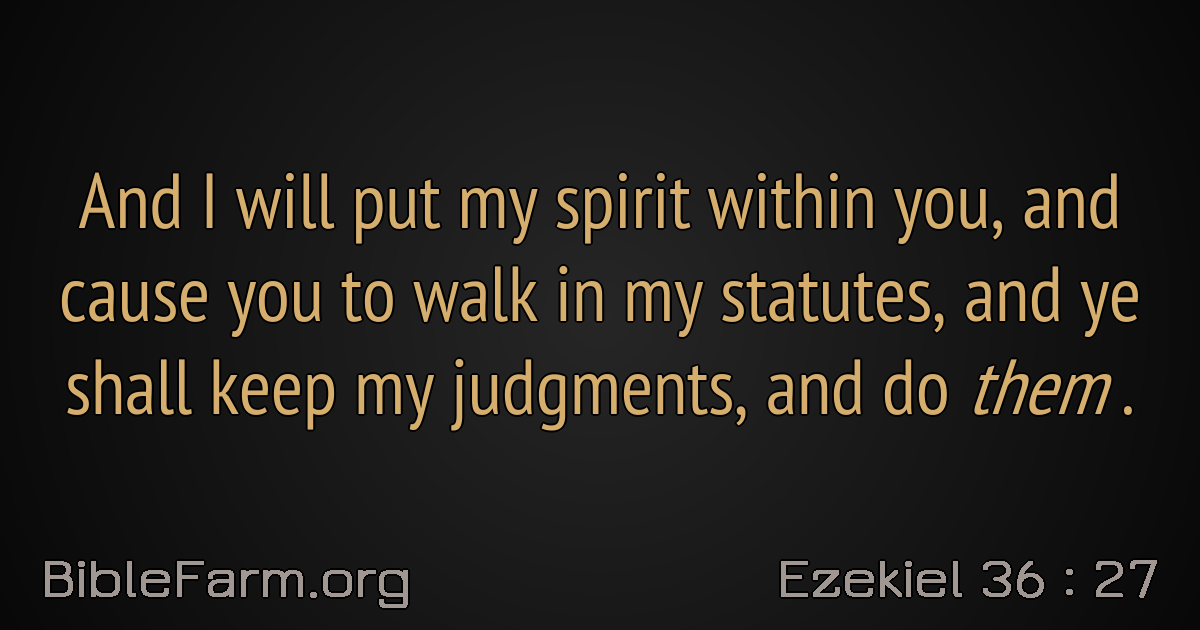 And I will put my spirit within you, and
cause you to walk in my statutes, and ye
shall keep my judgments, and do them .
BibleFarm.org
Ezekiel 36 : 27